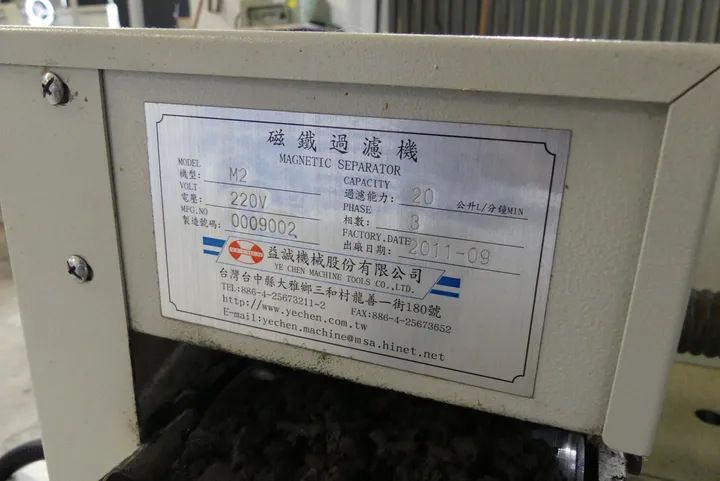 磁鐵過濾機
MAGNETIC SEPARATOR
MODEL
機型: M2
CAPACITY
過濾能力: 20 公升L/分鐘MIN
VOLT
電壓: 220V
PHASE
相數: 3
MFG.NO
製造號碼: 0009002
FACTORY.DATE
出廠日期: 2011-09
益誠機械股份有限公司
YE CHEN MACHINE TOOLS CO.,LTD.
台灣台中縣大雅鄉三和村龍善一街180號
TEL:886-4-25673211-2 FAX:886-4-25673652
http://www.yechen.com.tw
E-mail:yechen.machine@msa.hinet.net